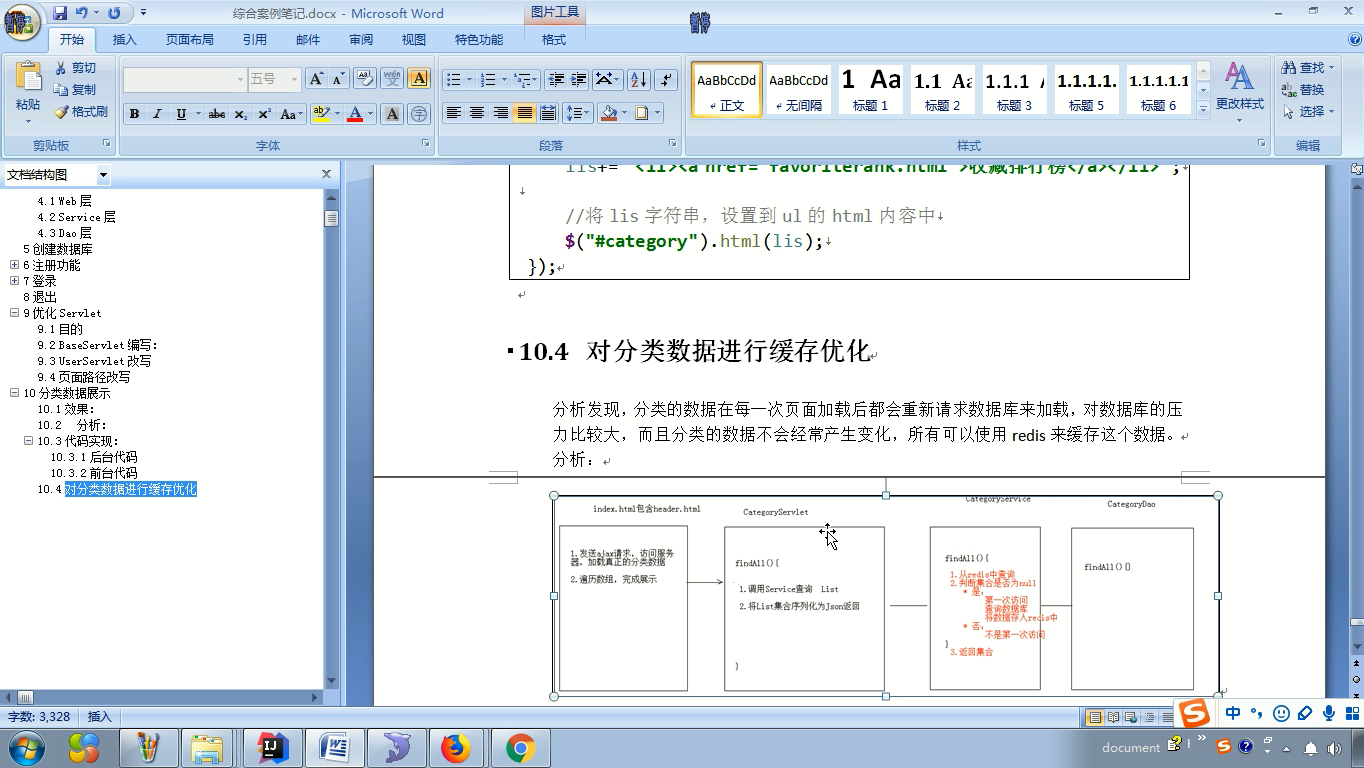 暂停
综合案例笔记.docx - Microsoft Word
图片工具
暂停
开始
插入
页面布局
引用
邮件
审阅
视图
特色功能
格式
粘贴
剪切
复制
格式刷
剪贴板
五号
字体
段落
AaBbCcDd
正文
AaBbCcDd
无间隔
1 Aa
标题 1
1.1 Aa
标题 2
1.1.1 A
标题 3
1.1.1.1.
标题 5
1.1.1.1.1
标题 6
更改样式
样式
查找
替换
选择
编辑
文档结构图
4.1 Web 层
4.2 Service 层
4.3 Dao 层
5 创建数据库
6 注册功能
7 登录
8 退出
9 优化 Servlet
9.1 目的
9.2 BaseServlet 编写：
9.3 UserServlet 改写
9.4 页面路径改写
10 分类数据展示
10.1 效果：
10.2 分析：
10.3 代码实现：
10.3.1 后台代码
10.3.2 前台代码
10.4 对分类数据进行缓存优化
lis+= '<li><a href="favoriterank.html">收藏排行榜</a></li>';
//将 lis 字符串，设置到 ul 的 html 内容中
$("#category").html(lis);
});
10.4 对分类数据进行缓存优化
分析发现，分类的数据在每一次页面加载后都会重新请求数据库来加载，对数据库的压
力比较大，而且分类的数据不会经常产生变化，所有可以使用 redis 来缓存这个数据。
分析：
index.html包含header.html
1.发送ajax请求，访问服务
器，加载真正的分类数据
2.遍历数组，完成展示
CategoryServlet
findAll(){
1.调用Service查询 List
2.将List集合序列化为Json返回
}
CategoryService
findAll(){
1.从redis中查询
2.判断集合是否为null
* 是：
第一次访问
查询数据库
将数据存入redis中
* 否：
不是第一次访问
}
3.返回集合
CategoryDao
findAll(){}
字数: 3,328
插入
中
document